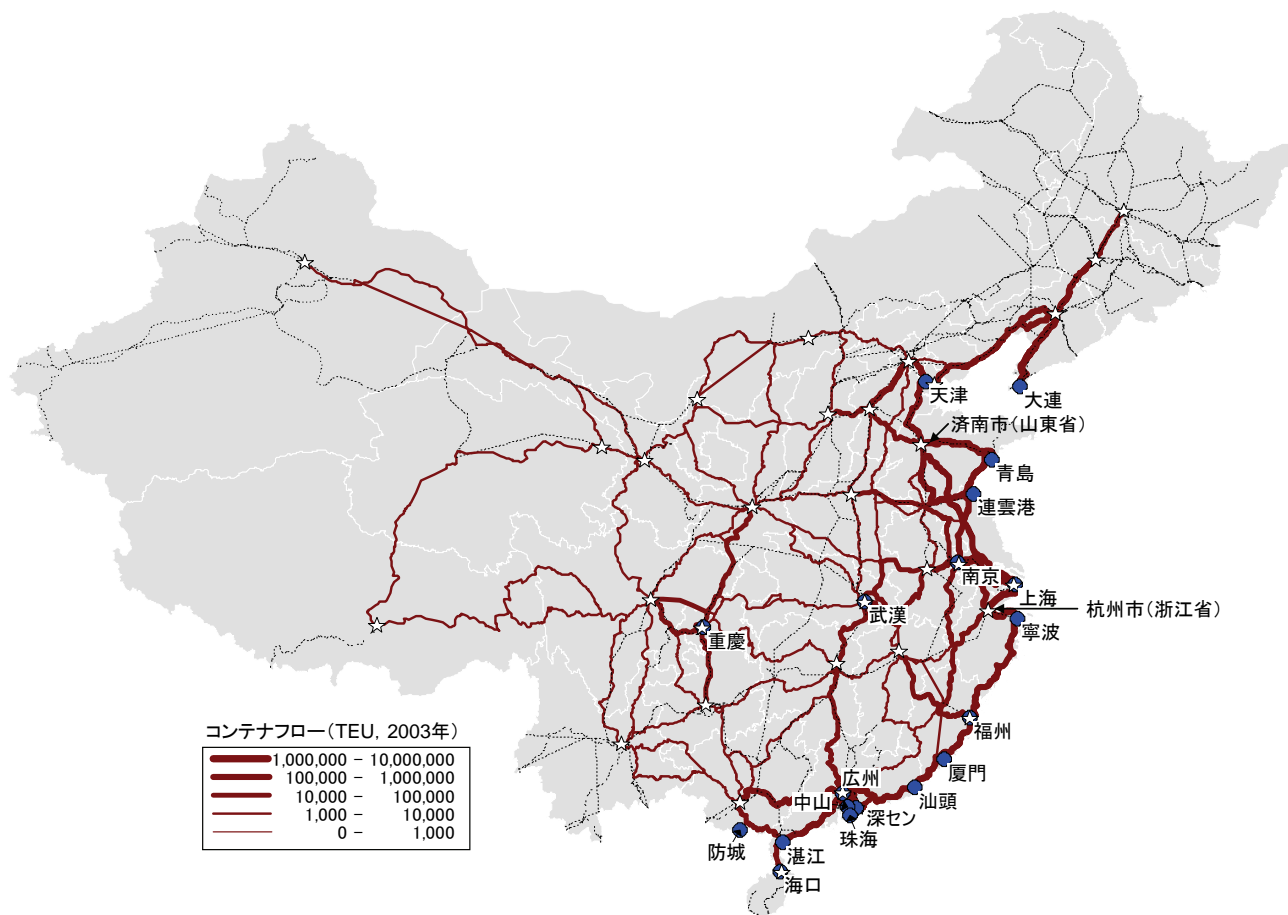 天津
大連
済南市(山東省)
青島
連雲港
南京
上海
杭州市(浙江省)
武漢
寧波
重慶
福州
コンテナフロー(TEU, 2003年)
1,000,000 - 10,000,000
100,000 - 1,000,000
10,000 - 100,000
1,000 - 10,000
0 - 1,000
厦門
広州
汕頭
中山
深セン
珠海
防城
湛江
海口